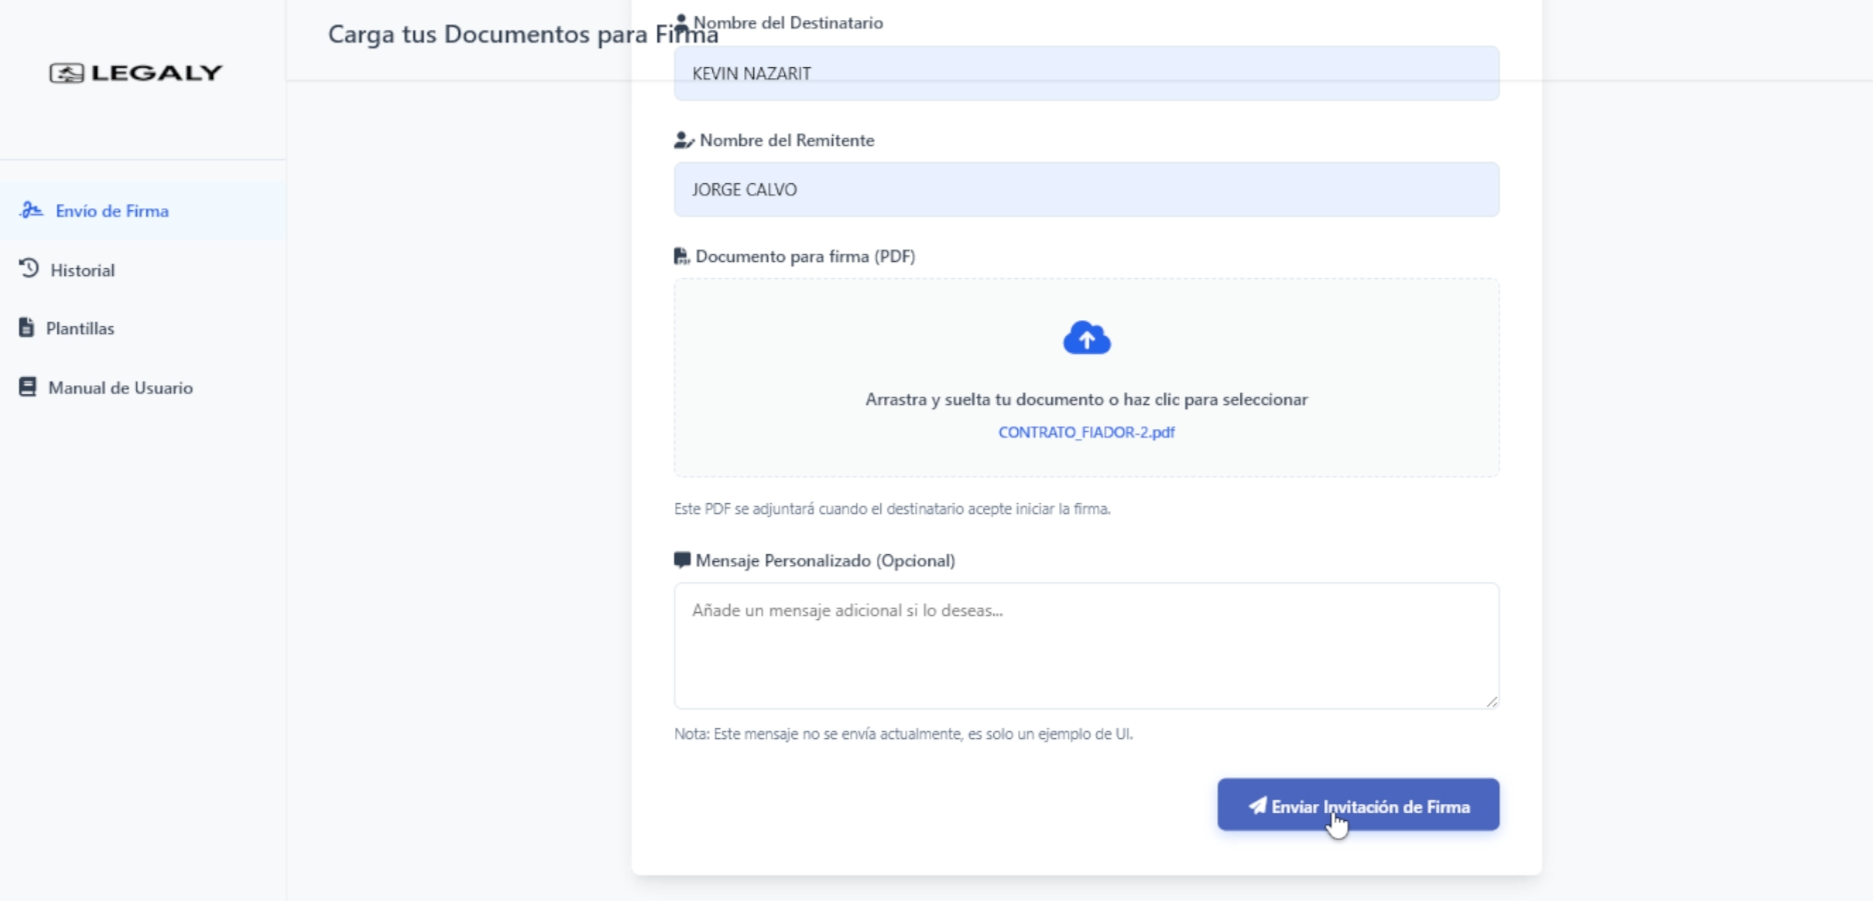 LEGALY
Envío de Firma
Historial
Plantillas
Manual de Usuario
Carga tus Documentos para Firma
Nombre del Destinatario
KEVIN NAZARIT
Nombre del Remitente
JORGE CALVO
Documento para firma (PDF)
Arrastra y suelta tu documento o haz clic para seleccionar
CONTRATO_FIADOR-2.pdf
Este PDF se adjuntará cuando el destinatario acepte iniciar la firma.
Mensaje Personalizado (Opcional)
Añade un mensaje adicional si lo deseas...
Nota: Este mensaje no se envía actualmente, es solo un ejemplo de UI.
Enviar Invitación de Firma